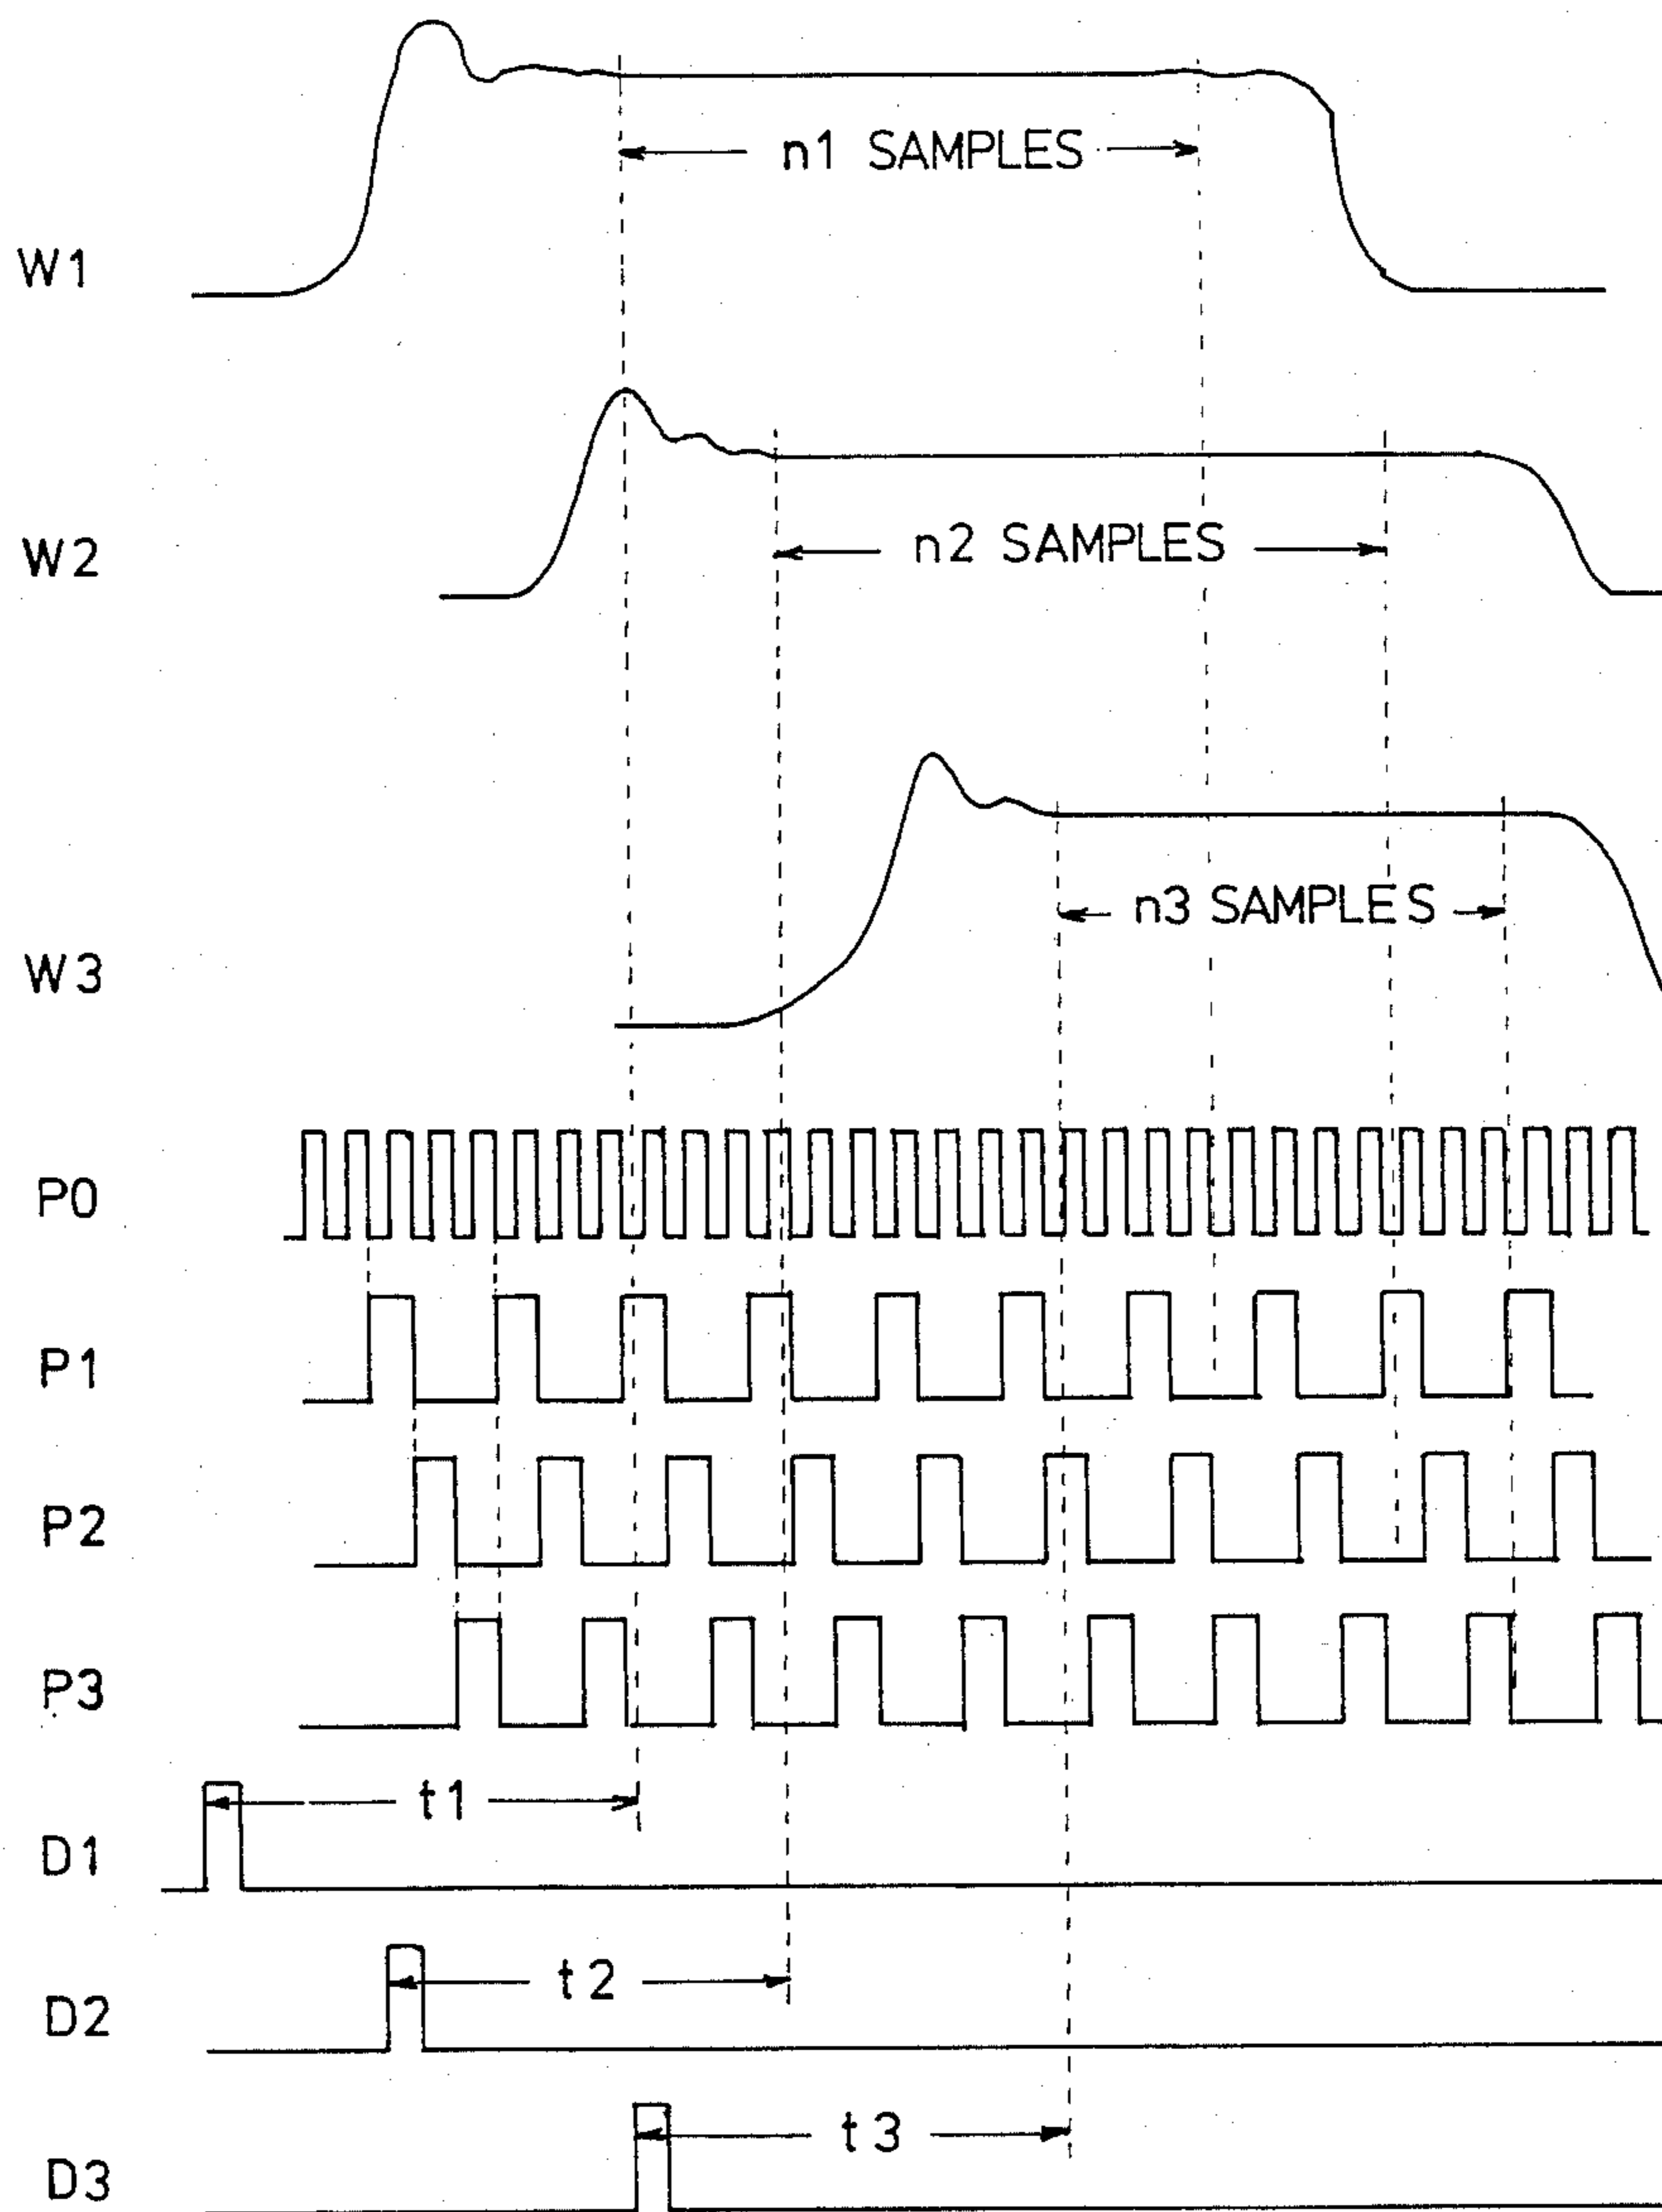 n1 SAMPLES
W1
n2 SAMPLES
W2
n3 SAMPLES
W3
P0
P1
P2
P3
t1
D1
t2
D2
t3
D3